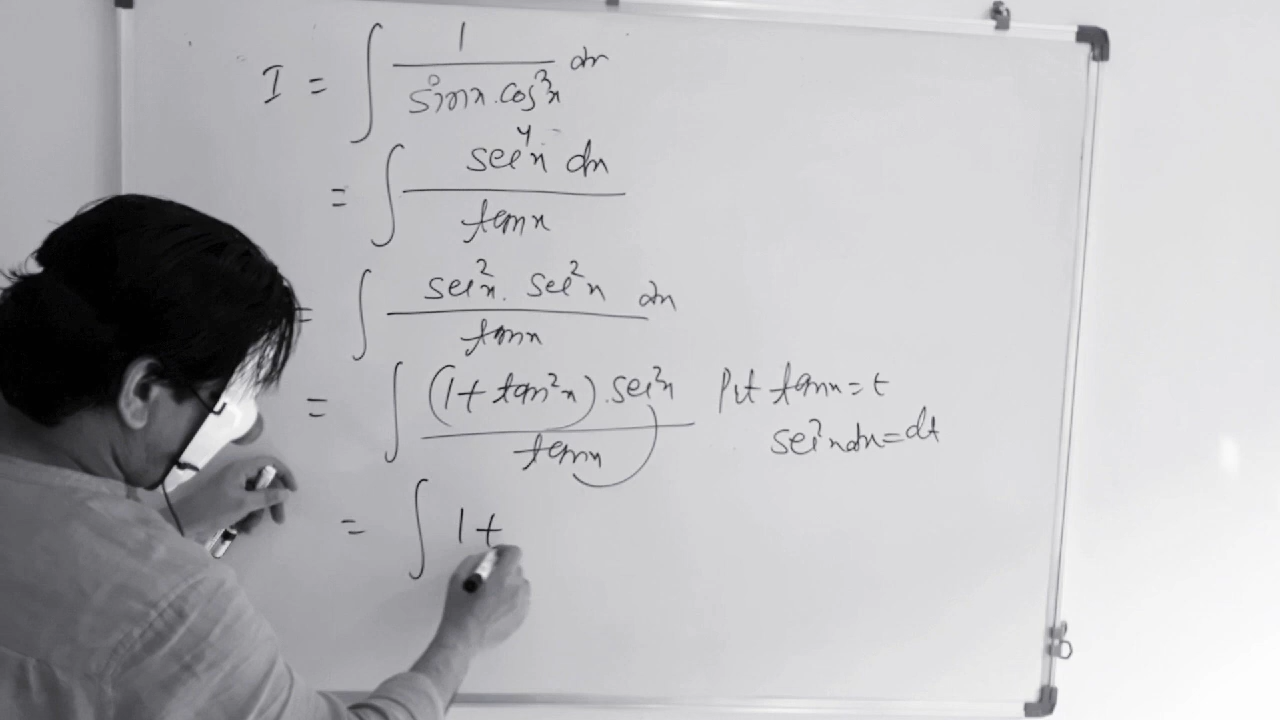 I = ∫ 1/(sinx.cos³x) dx
= ∫ sec⁴x dx/tanx
= ∫ sec²x. sec²x/tanx dx
= ∫ (1+tan²x).sec²x/tanx Put tanx=t
sec²xdx=dt
= ∫ 1+